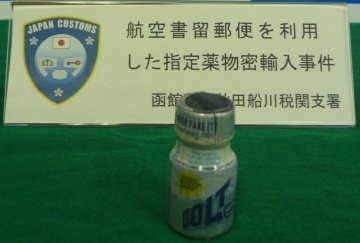 JAPAN CUSTOMS
航空書留郵便を利用
した指定薬物密輸入事件
函館 田船川税関支署
BOLT